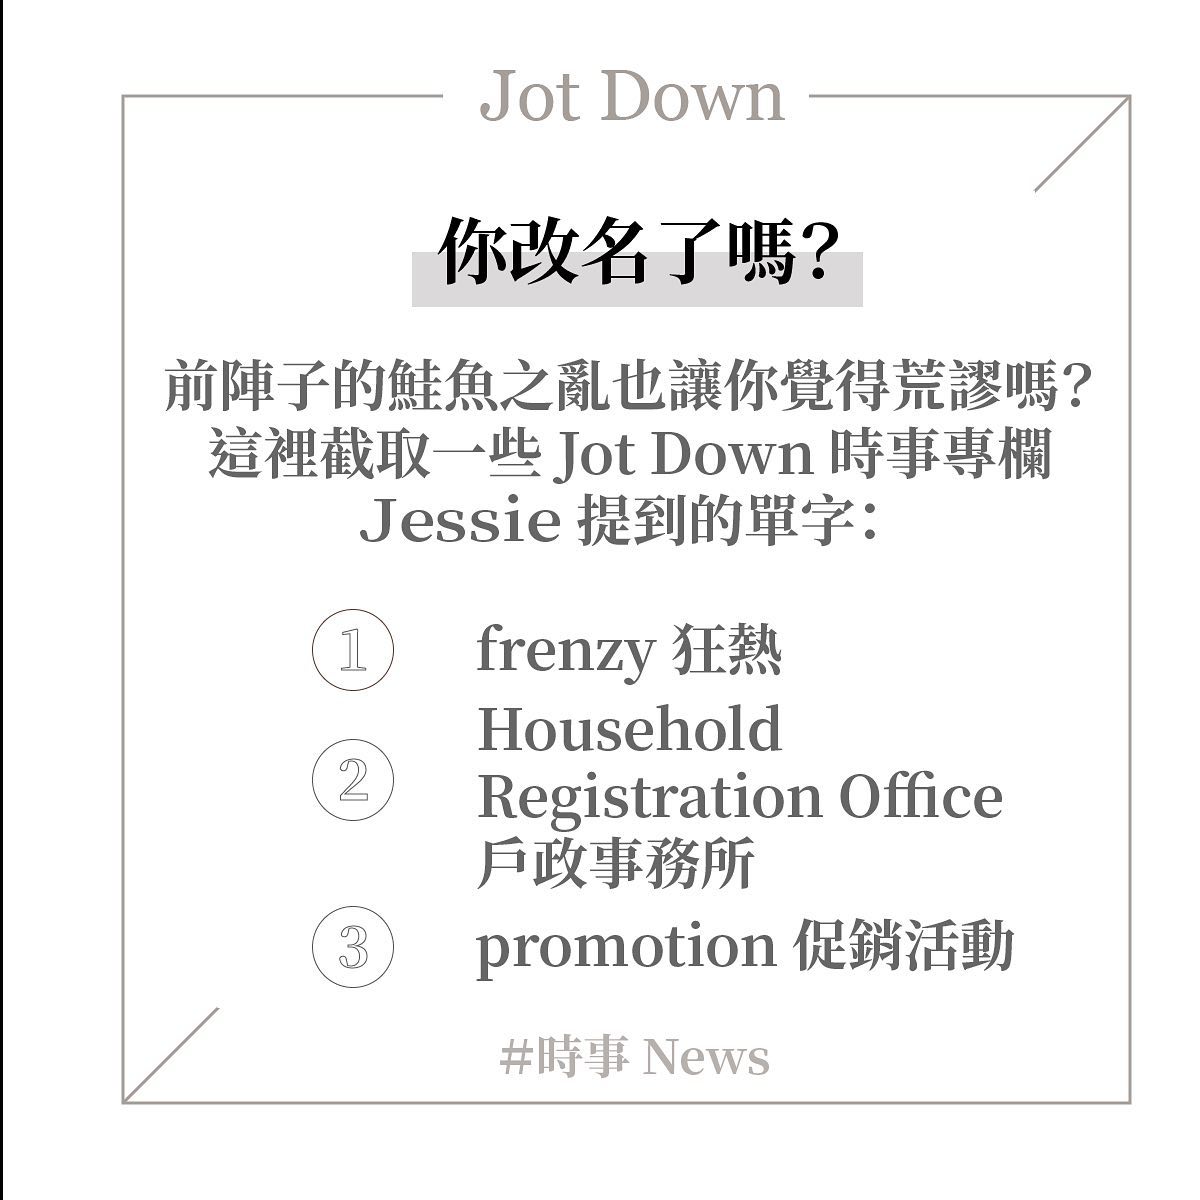 Jot Down
你改名了嗎？
前陣子的鮭魚之亂也讓你覺得荒謬嗎？
這裡截取一些 Jot Down 時事專欄
Jessie 提到的單字：
1 frenzy 狂熱
2 Household
Registration Office
戶政事務所
3 promotion 促銷活動
#時事 News